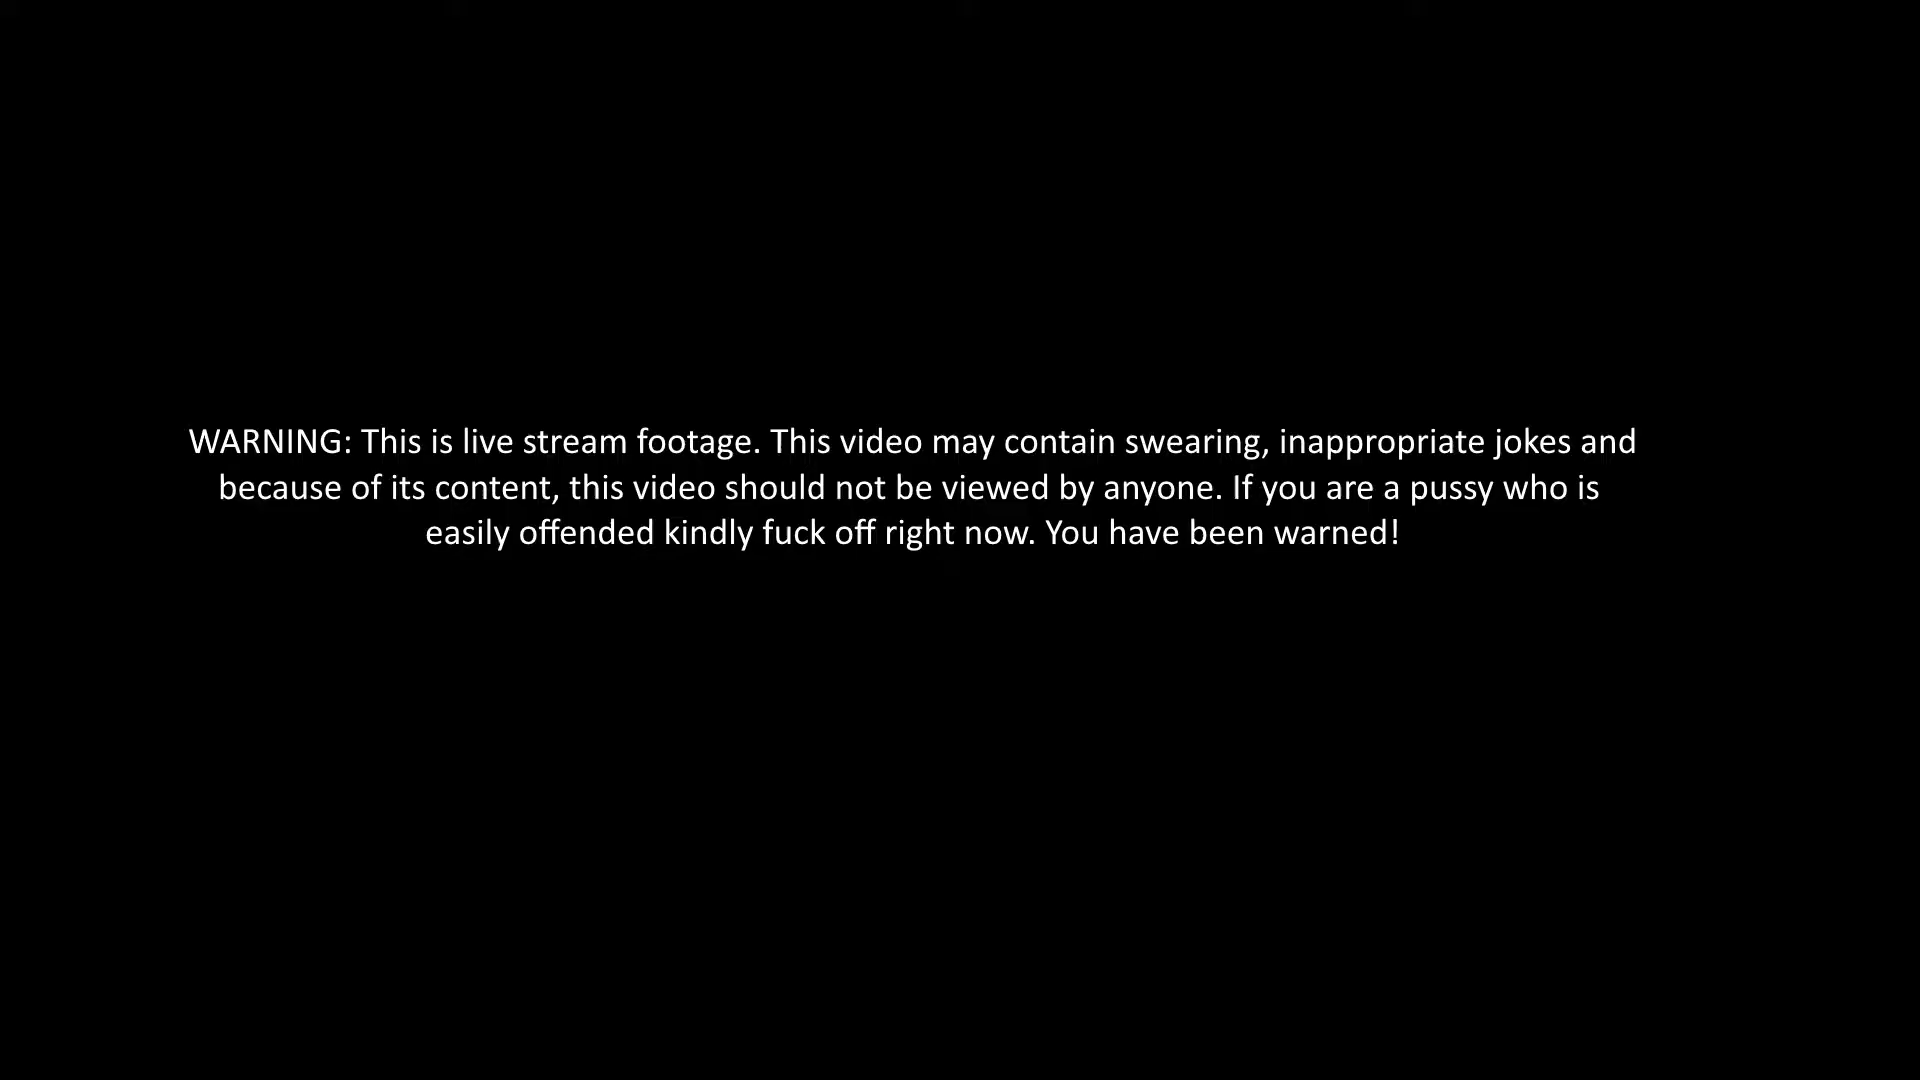 WARNING: This is live stream footage. This video may contain swearing, inappropriate jokes and
because of its content, this video should not be viewed by anyone. If you are a pussy who is
easily offended kindly fuck off right now. You have been warned!